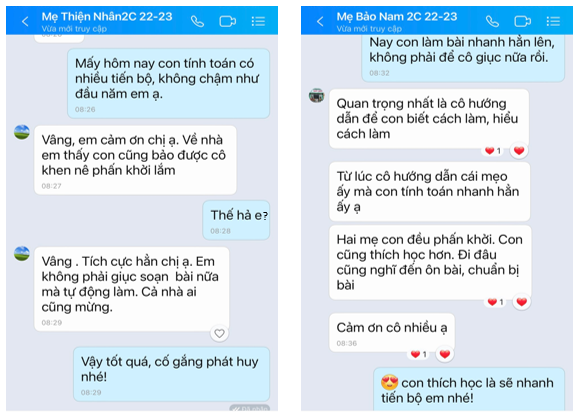 Mẹ Thiện Nhân2C 22-23
Vừa mới truy cập
Mấy hôm nay con tính toán có
nhiều tiến bộ, không chậm như
đầu năm em ạ.
08:26
Vâng, em cảm ơn chị ạ. Về nhà
em thấy con cũng bảo được cô
khen nê phấn khởi lắm
08:27
Thế hả e?
08:28
Vâng . Tích cực hẳn chị ạ. Em
không phải giục soạn bài nữa
mà tự động làm. Cả nhà ai
cũng mừng.
08:29
Vậy tốt quá, cố gắng phát huy
nhé!
08:29
Mẹ Bảo Nam 2C 22-23
Vừa mới truy cập
Nay con làm bài nhanh hẳn lên,
không phải để cô giục nữa rồi.
08:32
Quan trọng nhất là cô hướng
dẫn để con biết cách làm, hiểu
cách làm
1
Từ lúc cô hướng dẫn cái mẹo
ấy mà con tính toán nhanh hẳn
ấy ạ
Hai mẹ con đều phấn khởi. Con
cũng thích học hơn. Đi đâu
cũng nghĩ đến ôn bài, chuẩn bị
bài
1
Cảm ơn cô nhiều ạ
08:36
1
😍 con thích học là sẽ nhanh
tiến bộ em nhé!